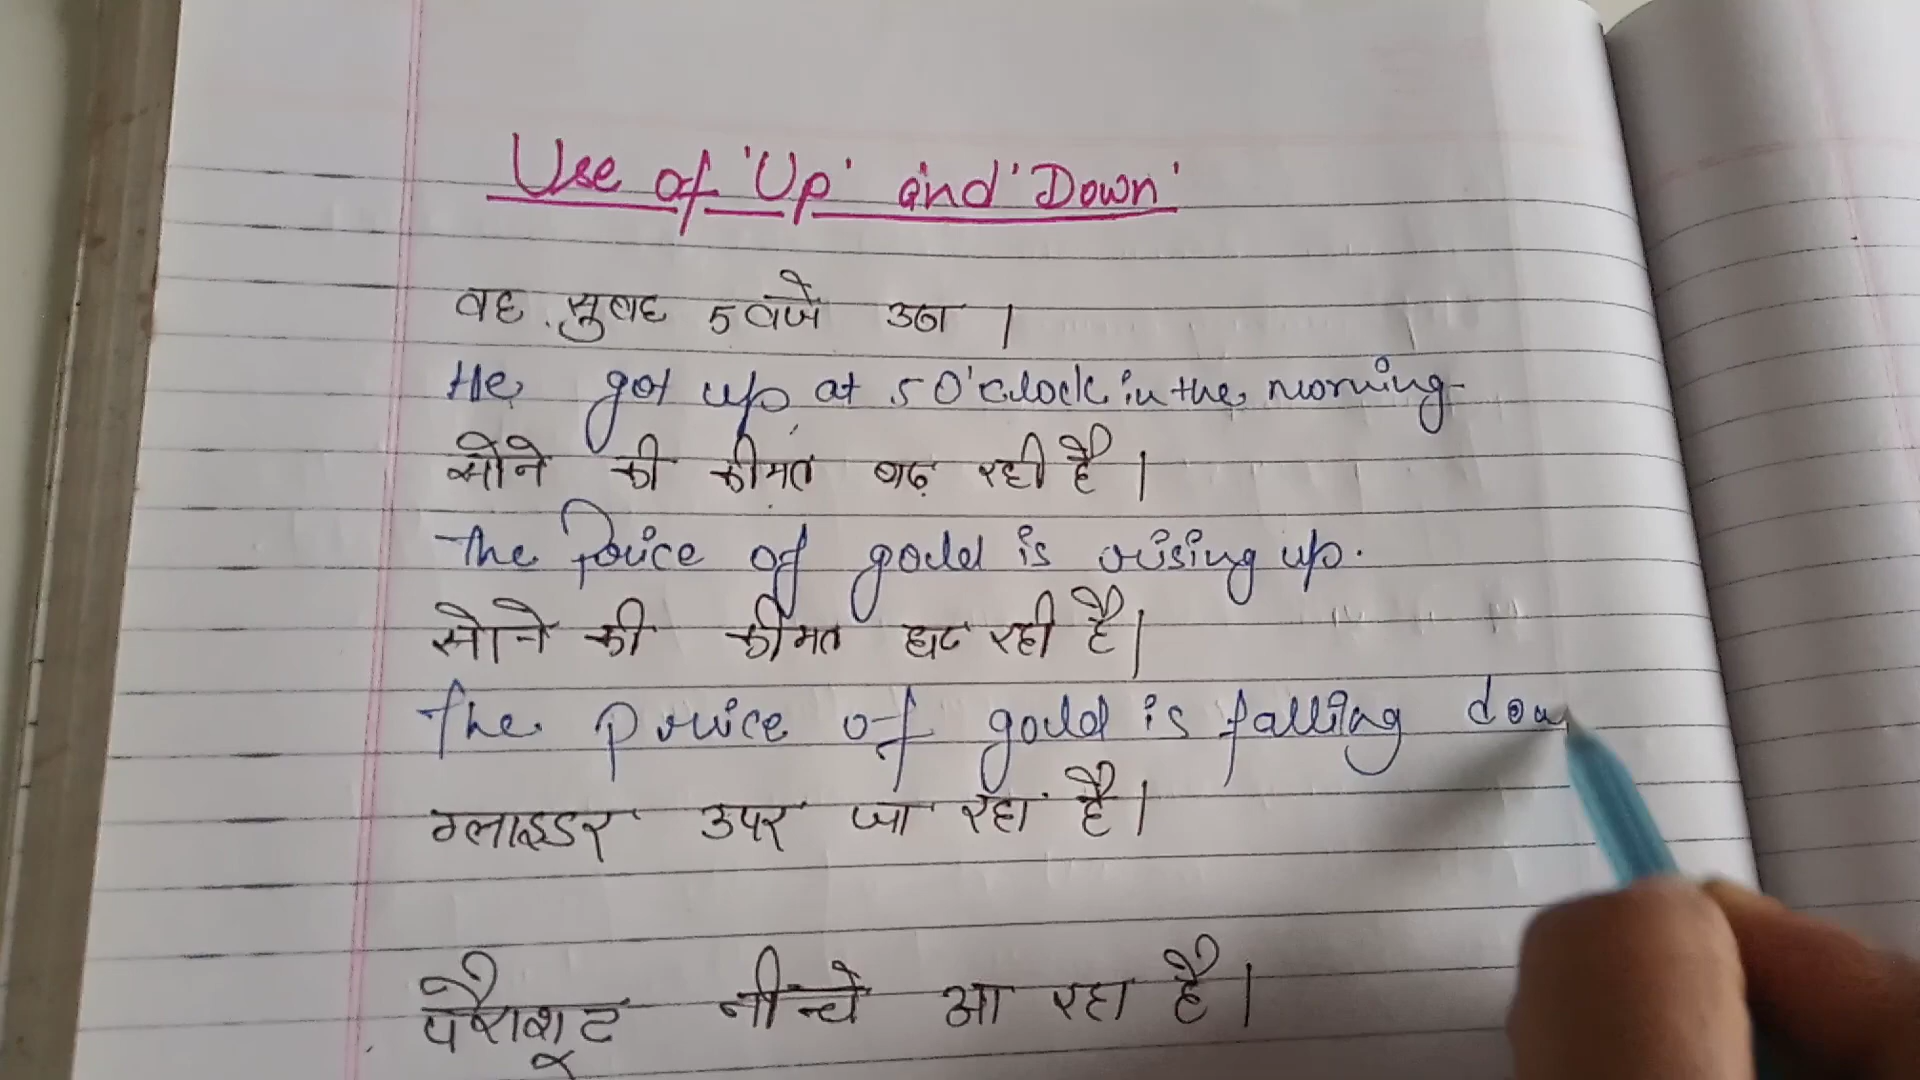 Use of 'Up' and 'Down'
वह सुबह 5 बजे उठा ।
He got up at 5 O'clock in the morning.
सोने की कीमत बढ़ रही है ।
The Price of gold is rising up.
सोने की कीमत घट रही है ।
The price of gold is falling dow
ग्लाइडर उपर जा रहा है ।
पैराशूट नीचे आ रहा है ।